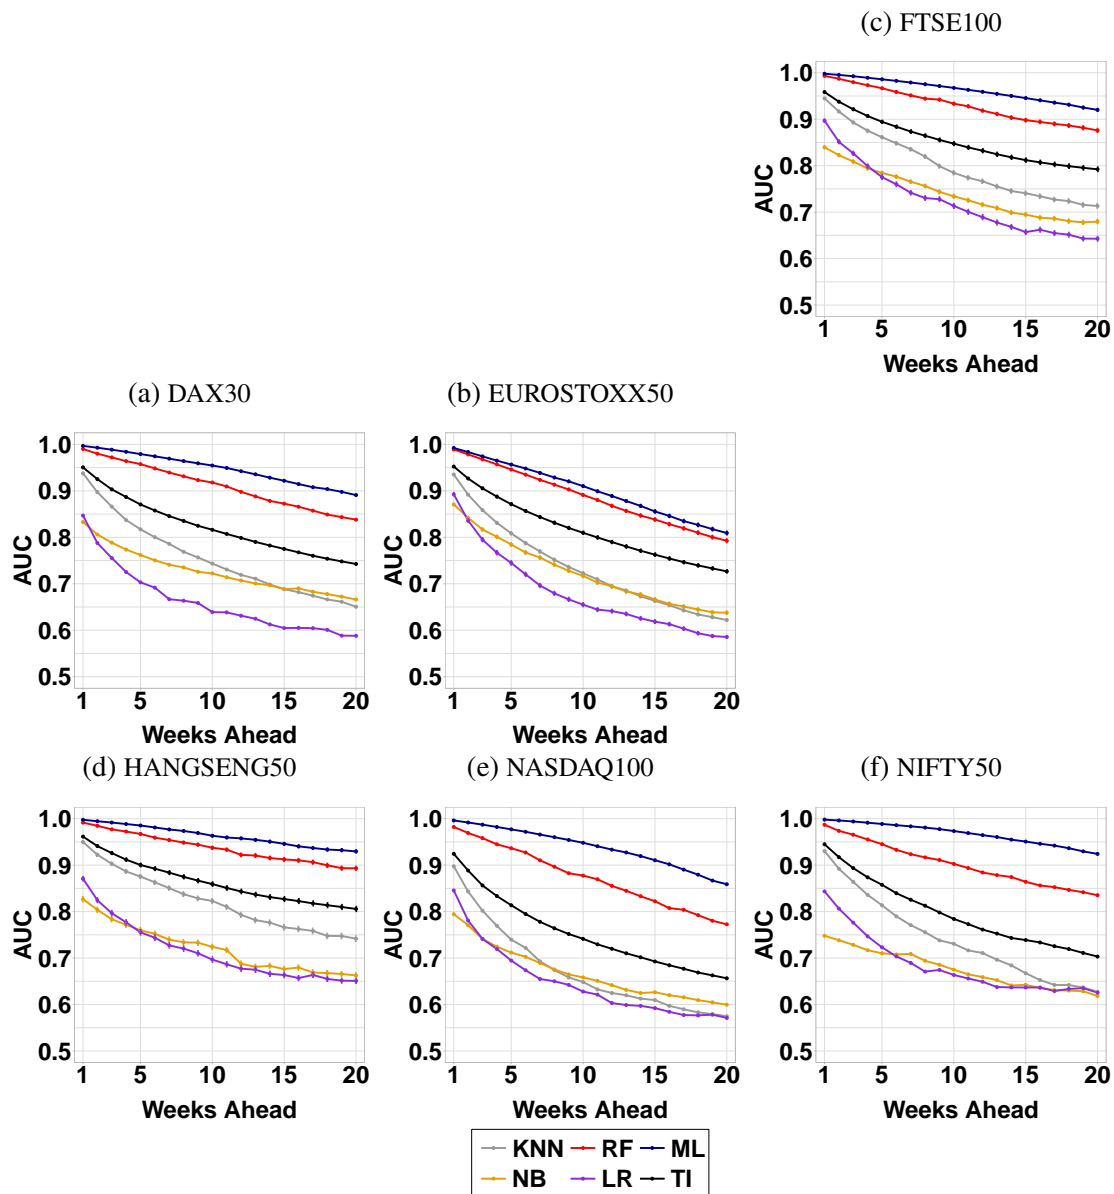 (c) FTSE100
1.0
0.9
0.8
0.7
0.6
0.5
AUC
1 5 10 15 20
Weeks Ahead
(a) DAX30 (b) EUROSTOXX50
1.0
0.9
0.8
0.7
0.6
0.5
AUC
1 5 10 15 20
Weeks Ahead
1.0
0.9
0.8
0.7
0.6
0.5
AUC
1 5 10 15 20
Weeks Ahead
(d) HANGSENG50 (e) NASDAQ100 (f) NIFTY50
1.0
0.9
0.8
0.7
0.6
0.5
AUC
1 5 10 15 20
Weeks Ahead
1.0
0.9
0.8
0.7
0.6
0.5
AUC
1 5 10 15 20
Weeks Ahead
1.0
0.9
0.8
0.7
0.6
0.5
AUC
1 5 10 15 20
Weeks Ahead
KNN RF ML
NB LR TI